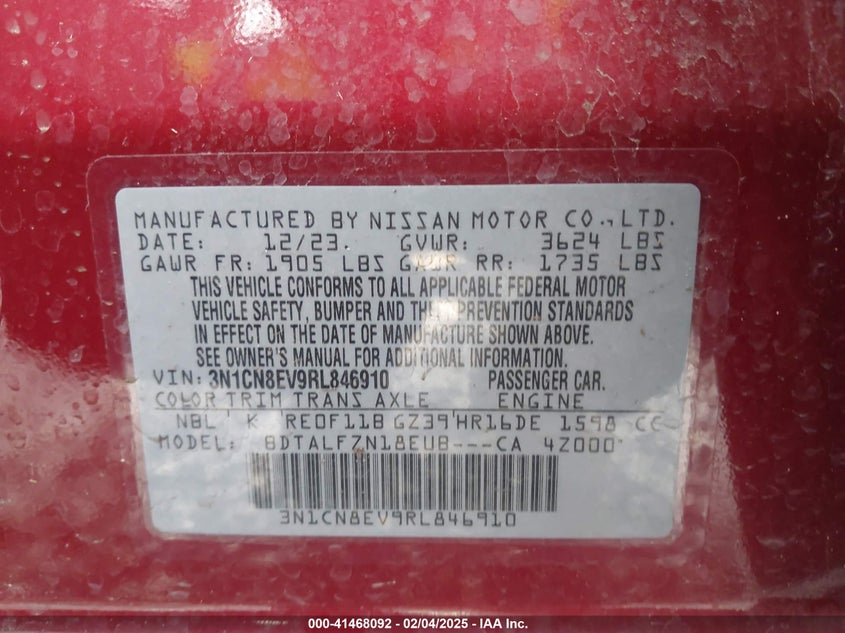 MANUFACTURED BY NISSAN MOTOR CO., LTD.
DATE: 12/23. GVWR: 3624 LBS
GAWR FR: 1905 LBS GAWR RR: 1735 LBS
THIS VEHICLE CONFORMS TO ALL APPLICABLE FEDERAL MOTOR
VEHICLE SAFETY, BUMPER AND THEFT PREVENTION STANDARDS
IN EFFECT ON THE DATE OF MANUFACTURE SHOWN ABOVE.
SEE OWNER'S MANUAL FOR ADDITIONAL INFORMATION.
VIN: 3N1CN8EV9RL846910 PASSENGER CAR.
COLOR TRIM TRANS AXLE ENGINE
NBL K RE0F11B GZ39 HR16DE 1598 CC
MODEL: BDTALFZN18EUB---CA 4Z000
3N1CN8EV9RL846910
000-41468092 - 02/04/2025 - IAA Inc.